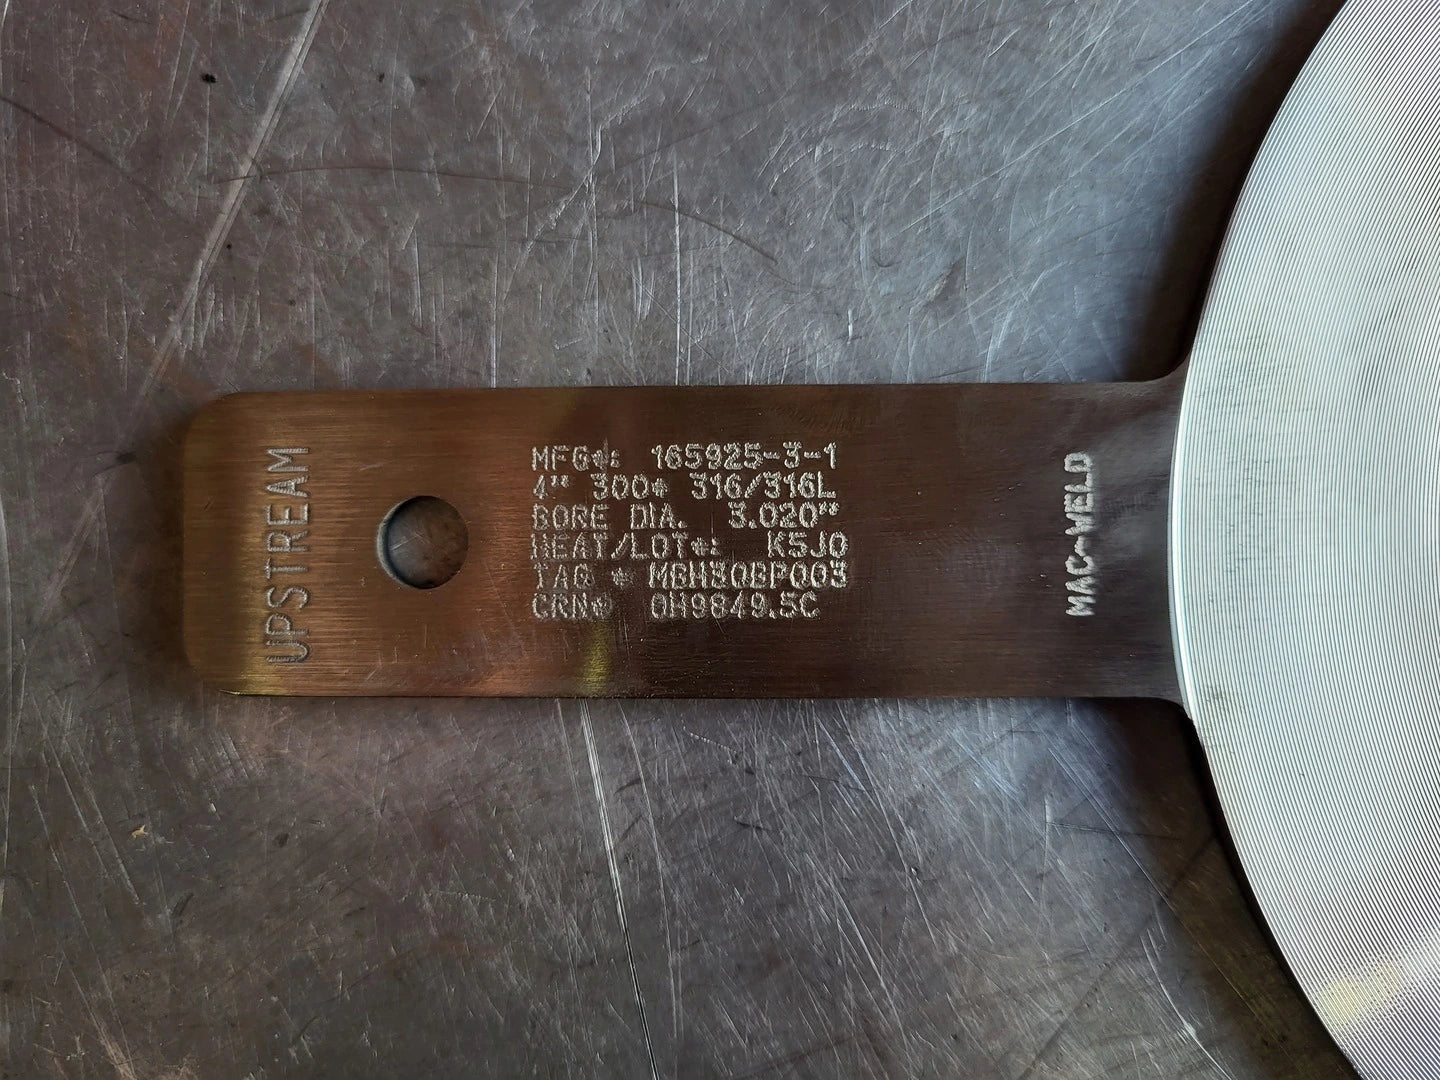 UPSTREAM
MFG#: 165925-3-1
4" 300# 316/316L
BORE DIA. 3.020"
HEAT/LOT#: K5J0
TAG #
CRN# 0H9849.5C
MAC-WELD